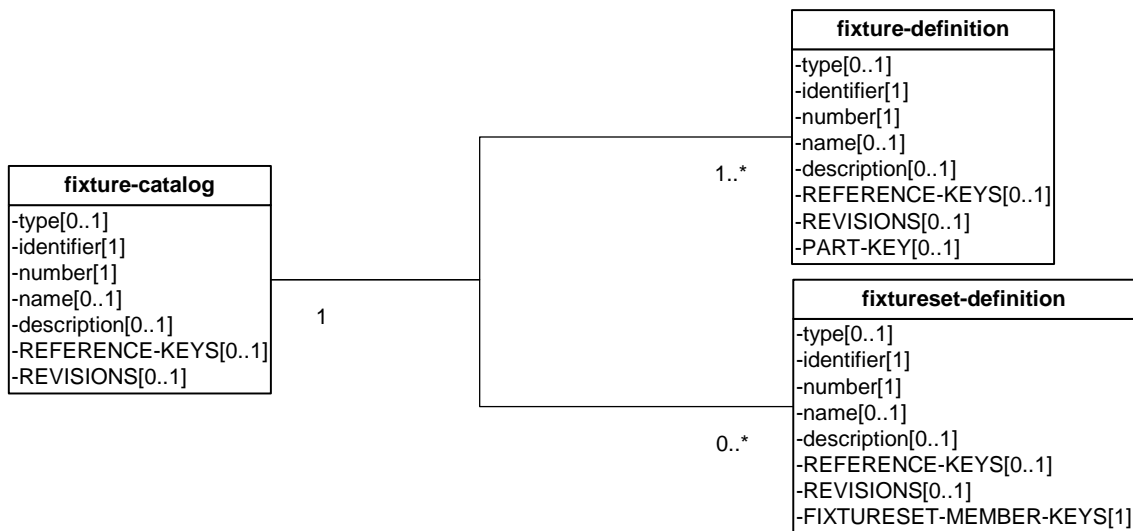 fixture-catalog
-type[0..1]
-identifier[1]
-number[1]
-name[0..1]
-description[0..1]
-REFERENCE-KEYS[0..1]
-REVISIONS[0..1]
1
1..*
0..*
fixture-definition
-type[0..1]
-identifier[1]
-number[1]
-name[0..1]
-description[0..1]
-REFERENCE-KEYS[0..1]
-REVISIONS[0..1]
-PART-KEY[0..1]
fixtureset-definition
-type[0..1]
-identifier[1]
-number[1]
-name[0..1]
-description[0..1]
-REFERENCE-KEYS[0..1]
-REVISIONS[0..1]
-FIXTURESET-MEMBER-KEYS[1]